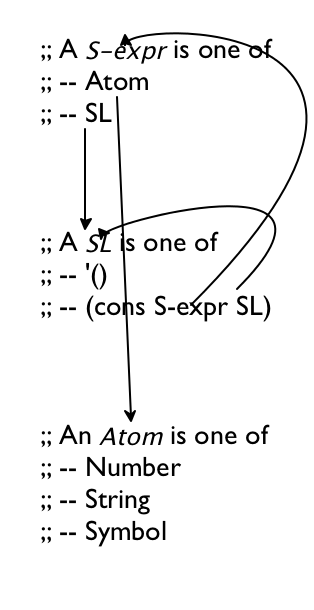 ;; A S-expr is one of
;; -- Atom
;; -- SL
;; A SL is one of
;; -- '()
;; -- (cons S-expr SL)
;; An Atom is one of
;; -- Number
;; -- String
;; -- Symbol